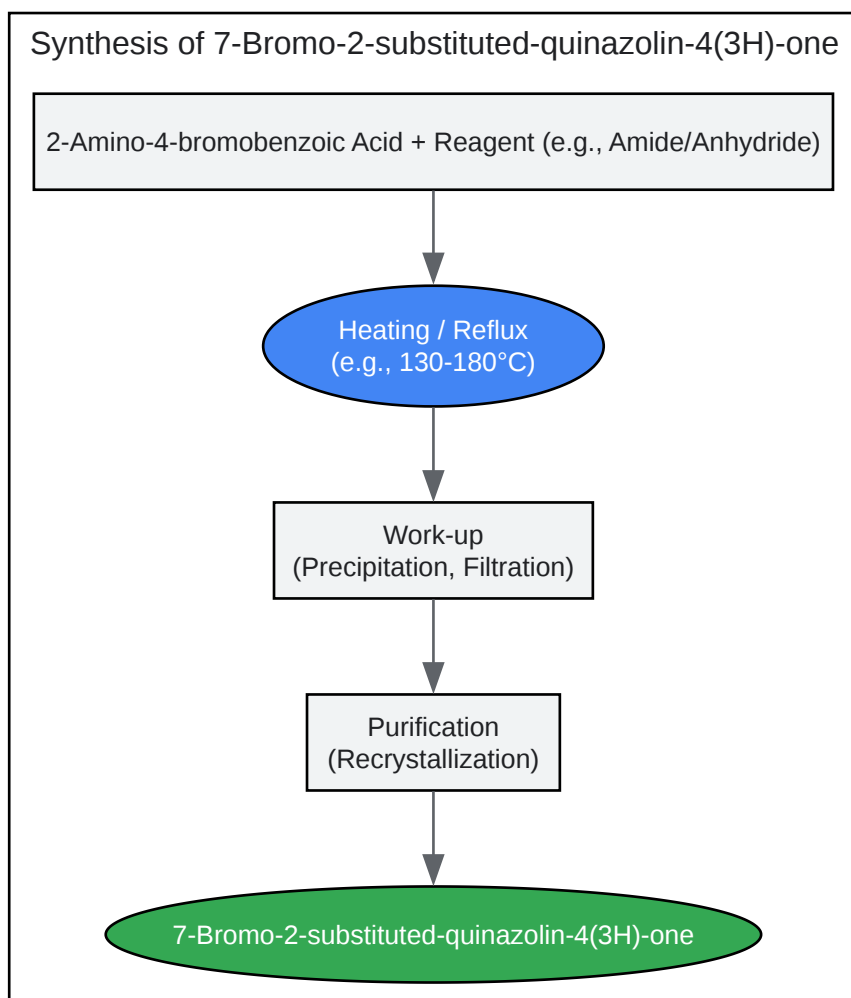 Synthesis of 7-Bromo-2-substituted-quinazolin-4(3H)-one
2-Amino-4-bromobenzoic Acid + Reagent (e.g., Amide/Anhydride)
Heating / Reflux
(e.g., 130-180°C)
Work-up
(Precipitation, Filtration)
Purification
(Recrystallization)
7-Bromo-2-substituted-quinazolin-4(3H)-one